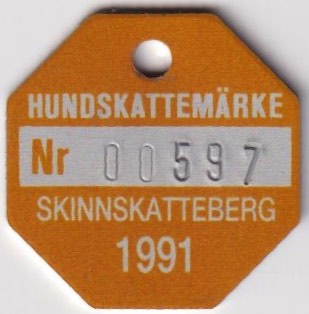 HUNDSKATTEMÄRKE
Nr 00597
SKINNSKATTEBERG
1991